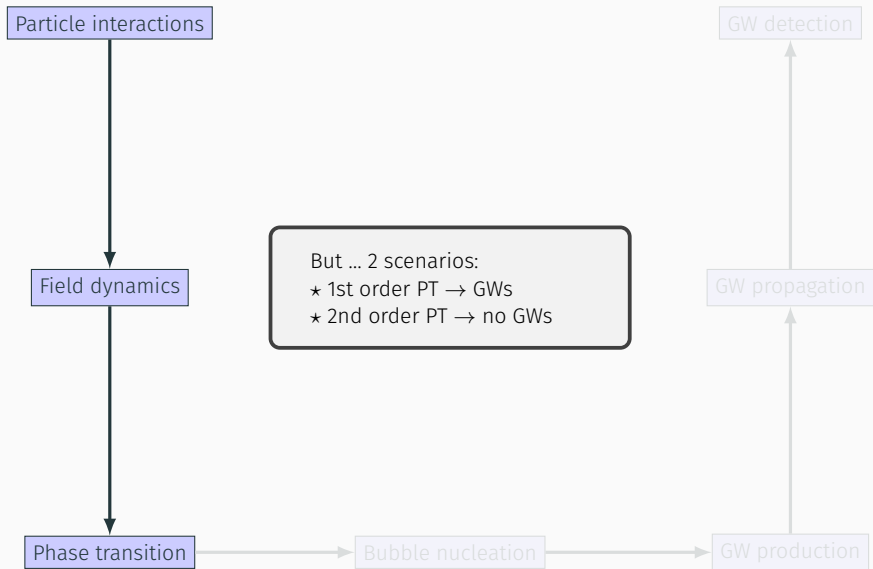 Particle interactions
GW detection
But ... 2 scenarios:
⋆ 1st order PT → GWs
⋆ 2nd order PT → no GWs
Field dynamics
GW propagation
Phase transition
Bubble nucleation
GW production